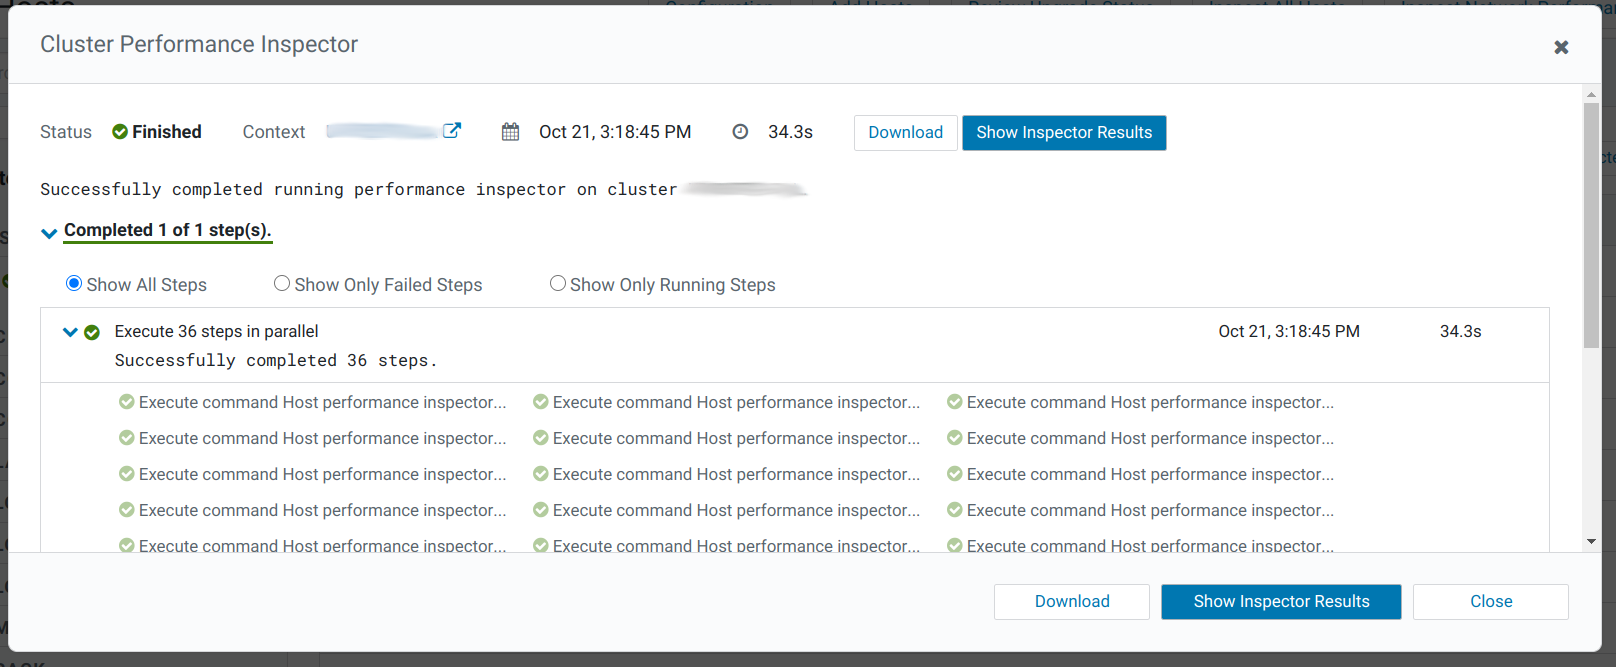 Cluster Performance Inspector
Status Finished Context Oct 21, 3:18:45 PM 34.3s Download Show Inspector Results
Successfully completed running performance inspector on cluster
Completed 1 of 1 step(s).
Show All Steps Show Only Failed Steps Show Only Running Steps
Execute 36 steps in parallel Oct 21, 3:18:45 PM 34.3s
Successfully completed 36 steps.
Execute command Host performance inspector... Execute command Host performance inspector... Execute command Host performance inspector...
Execute command Host performance inspector... Execute command Host performance inspector... Execute command Host performance inspector...
Execute command Host performance inspector... Execute command Host performance inspector... Execute command Host performance inspector...
Execute command Host performance inspector... Execute command Host performance inspector... Execute command Host performance inspector...
Execute command Host performance inspector... Execute command Host performance inspector... Execute command Host performance inspector...
Download Show Inspector Results Close